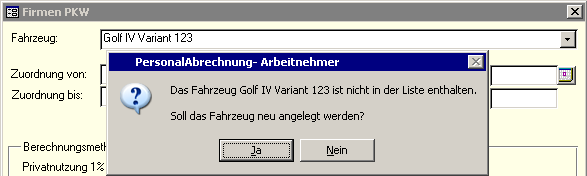 Firmen PKW
Fahrzeug: Golf IV Variant 123
PersonalAbrechnung- Arbeitnehmer
Zuordnung von:
Das Fahrzeug Golf IV Variant 123 ist nicht in der Liste enthalten.
Zuordnung bis:
Soll das Fahrzeug neu angelegt werden?
Ja Nein
Berechnungsmeth
Privatnutzung 1%